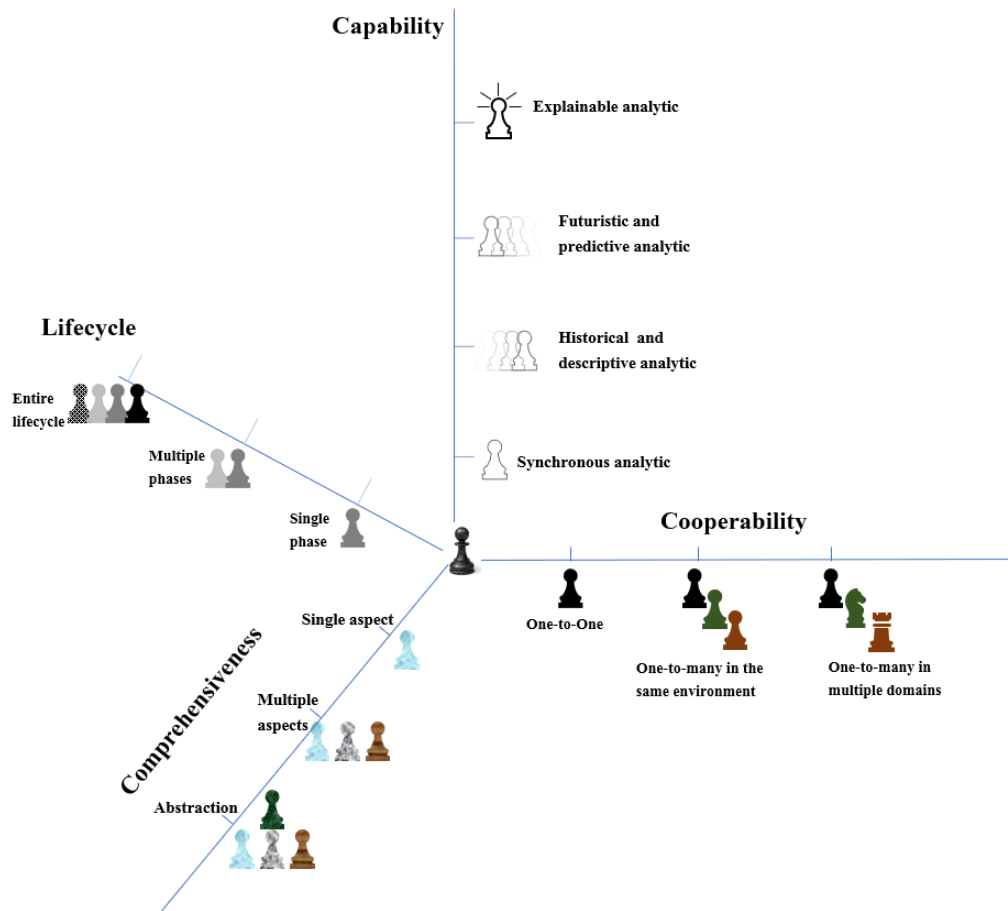 Capability
Explainable analytic
Futuristic and
predictive analytic
Historical and
descriptive analytic
Synchronous analytic
Lifecycle
Entire
lifecycle
Multiple
phases
Single
phase
Cooperability
One-to-One
One-to-many in the
same environment
One-to-many in
multiple domains
Comprehensiveness
Single aspect
Multiple
aspects
Abstraction